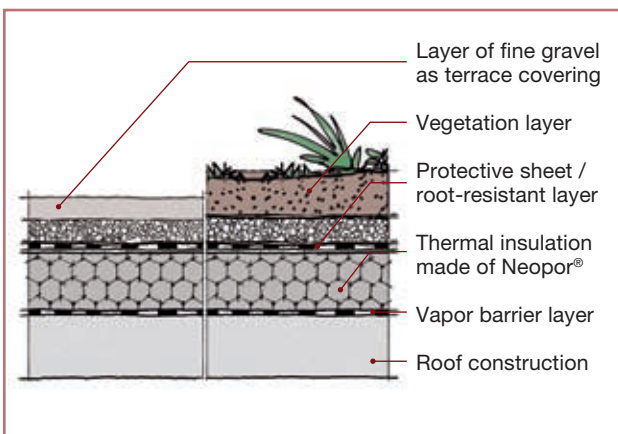 Layer of fine gravel
as terrace covering
Vegetation layer
Protective sheet /
root-resistant layer
Thermal insulation
made of Neopor®
Vapor barrier layer
Roof construction